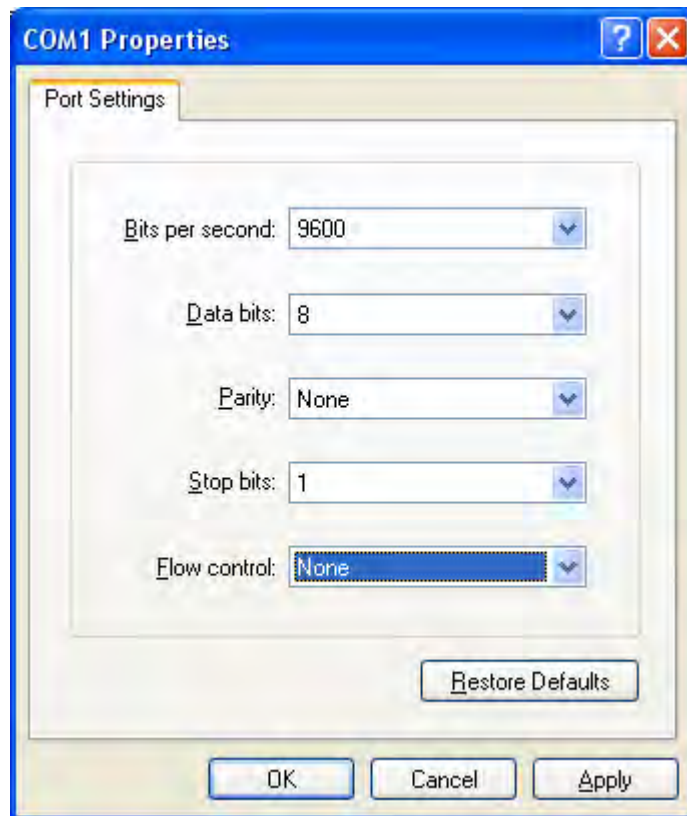 COM1 Properties
Port Settings
Bits per second: 9600
Data bits: 8
Parity: None
Stop bits: 1
Flow control: None
Restore Defaults
OK Cancel Apply